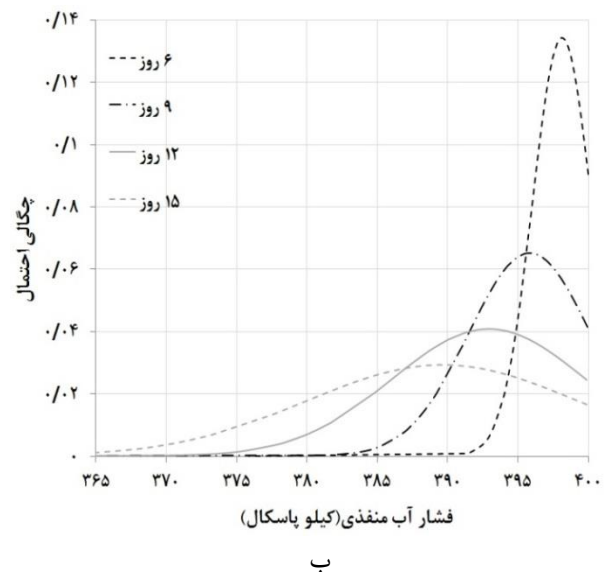 ۰/۱۴
۰/۱۲
۰/۱
۰/۰۸
۰/۰۶
۰/۰۴
۰/۰۲
۰
چگالی احتمال
۶ روز
۹ روز
۱۲ روز
۱۵ روز
۳۶۵ ۳۷۰ ۳۷۵ ۳۸۰ ۳۸۵ ۳۹۰ ۳۹۵ ۴۰۰
فشار آب منفذی(کیلو پاسکال)
ب